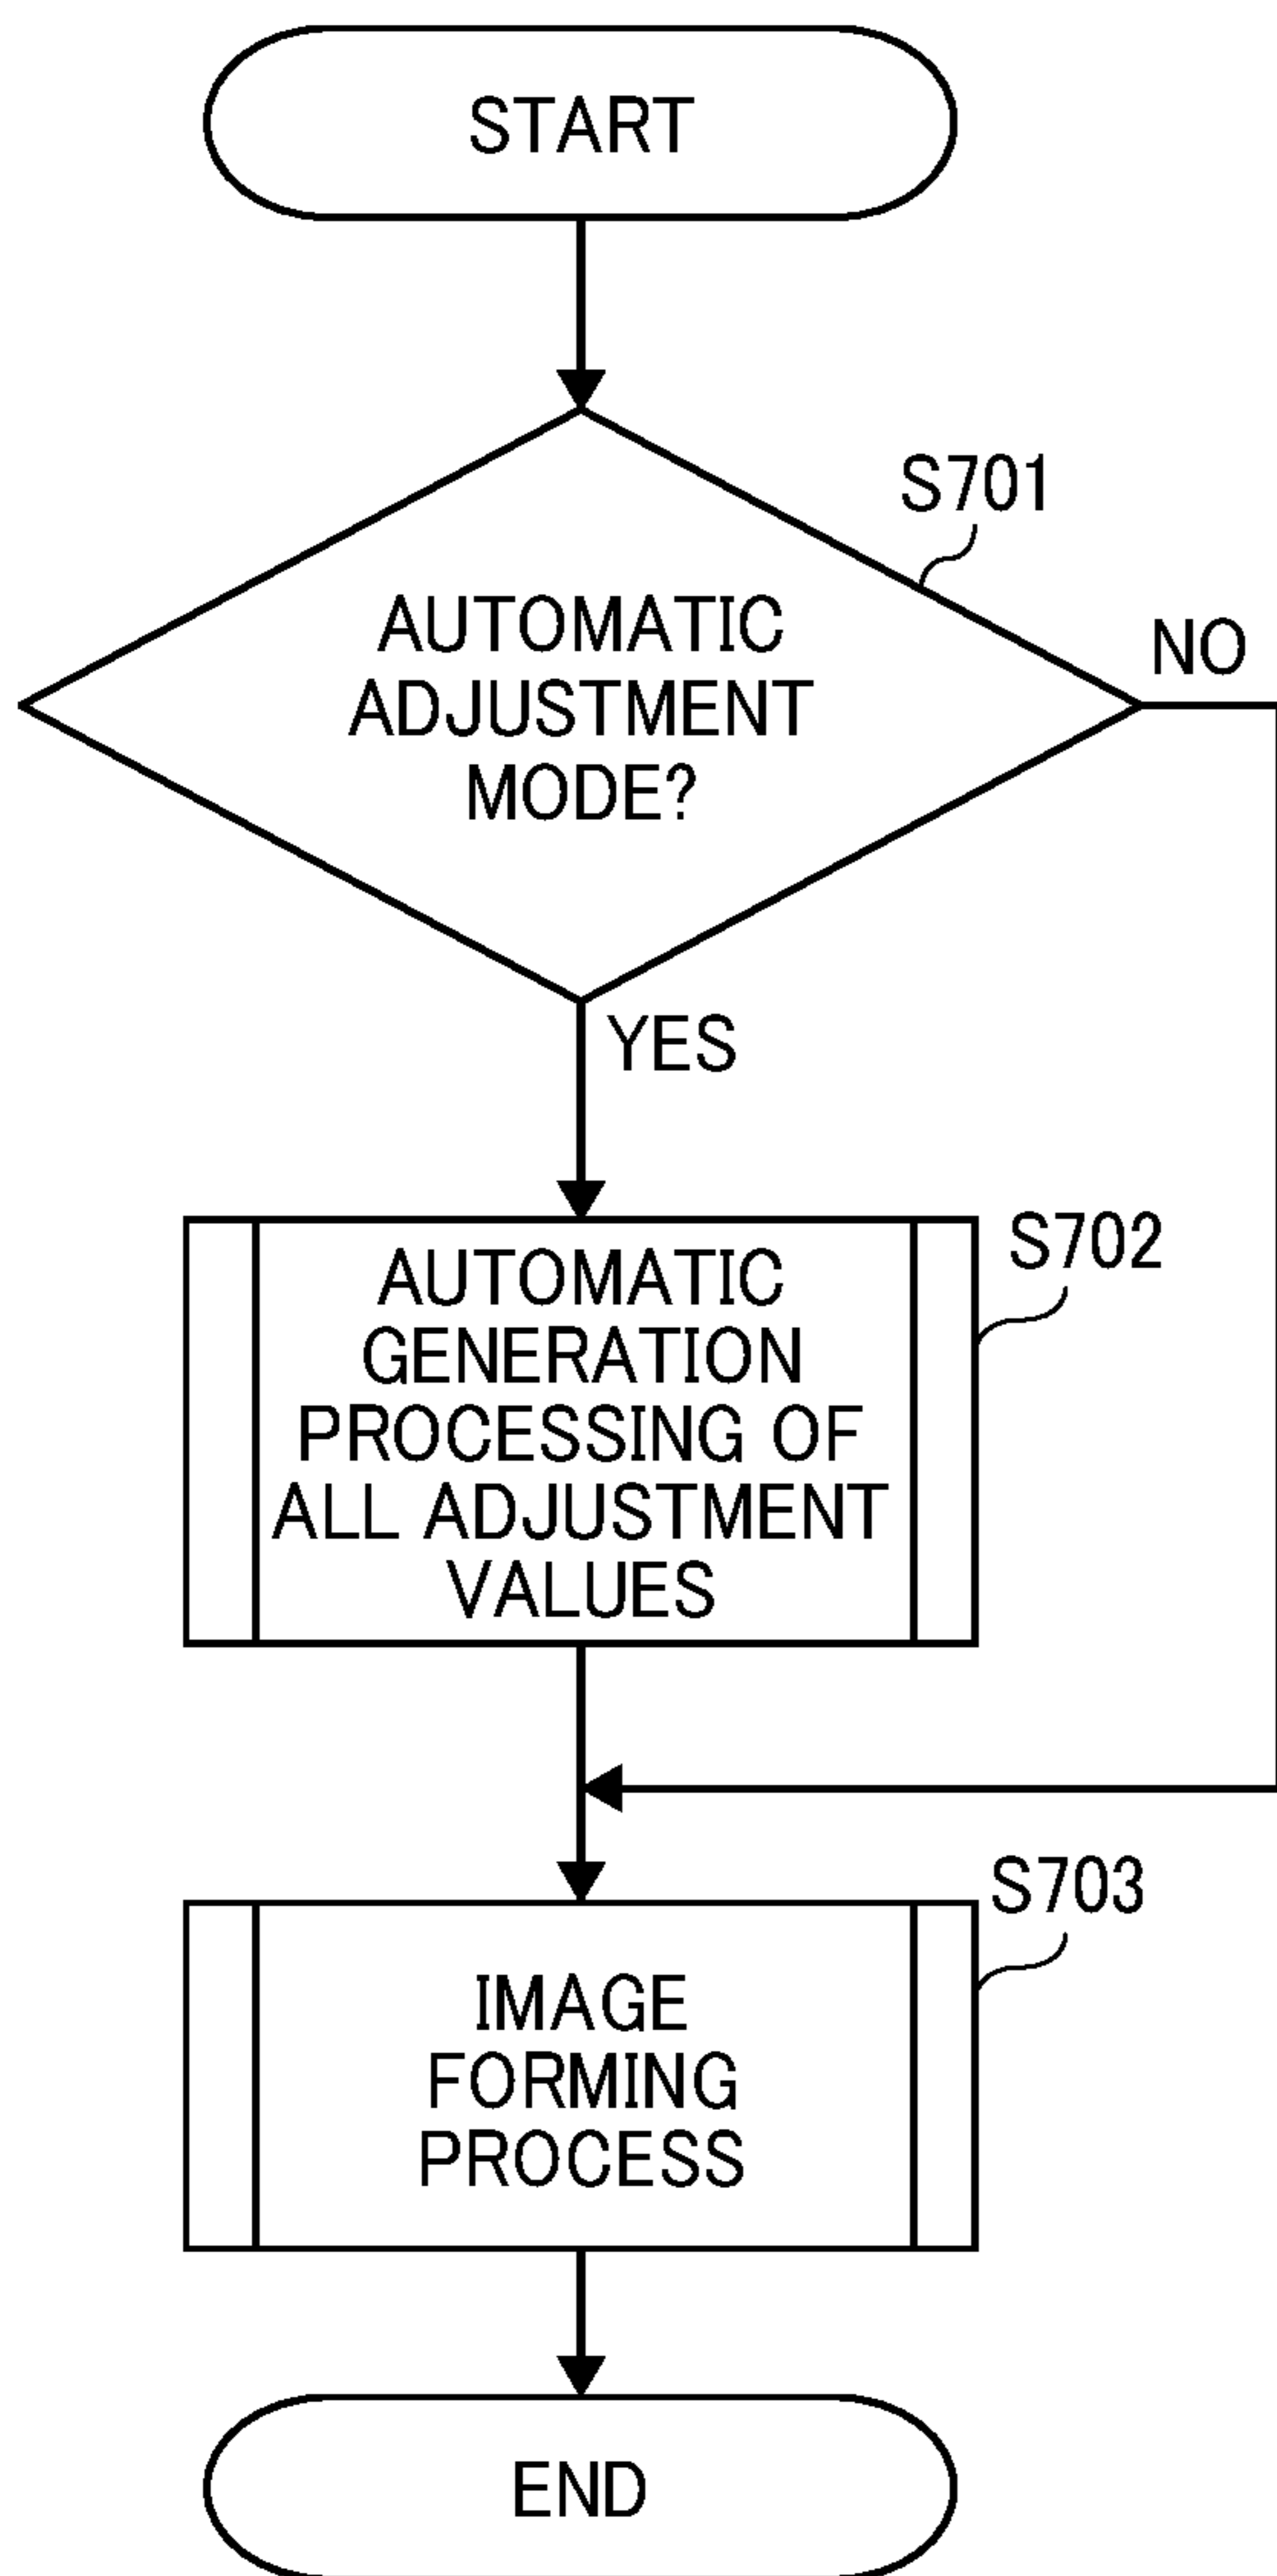 START
S701
AUTOMATIC
ADJUSTMENT
MODE?
NO
YES
S702
AUTOMATIC
GENERATION
PROCESSING OF
ALL ADJUSTMENT
VALUES
S703
IMAGE
FORMING
PROCESS
END